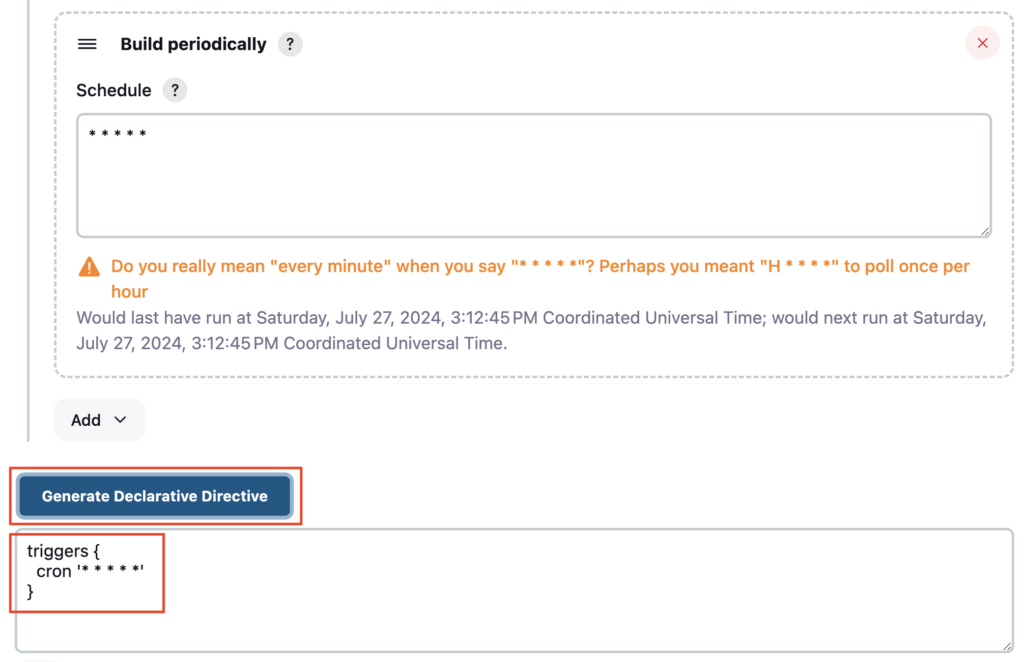 Build periodically ?
Schedule ?
* * * * *
Do you really mean "every minute" when you say "* * * * *"? Perhaps you meant "H * * * *" to poll once per
hour
Would last have run at Saturday, July 27, 2024, 3:12:45 PM Coordinated Universal Time; would next run at Saturday,
July 27, 2024, 3:12:45 PM Coordinated Universal Time.
Add
Generate Declarative Directive
triggers {
  cron '* * * * *'
}